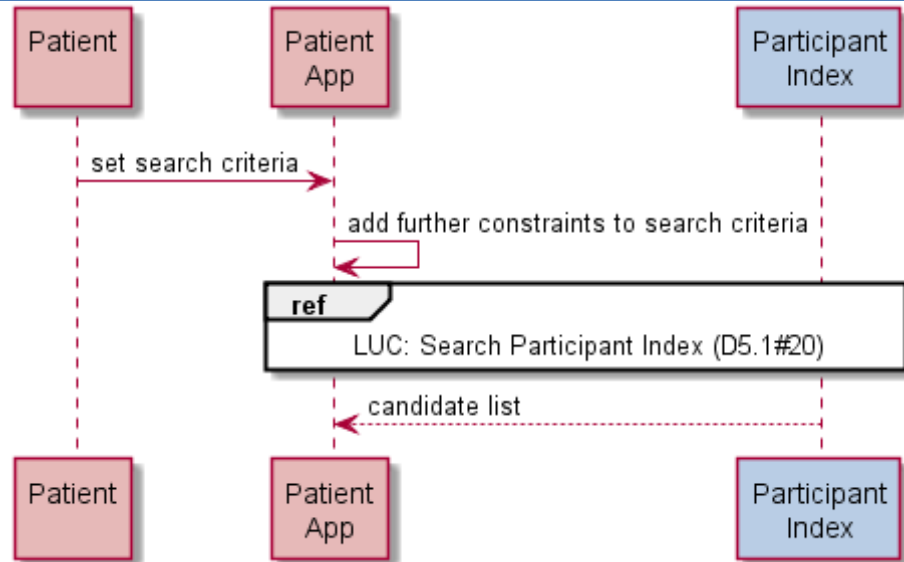 Patient
Patient
App
Participant
Index
set search criteria
add further constraints to search criteria
ref
LUC: Search Participant Index (D5.1#20)
candidate list
Patient
Patient
App
Participant
Index